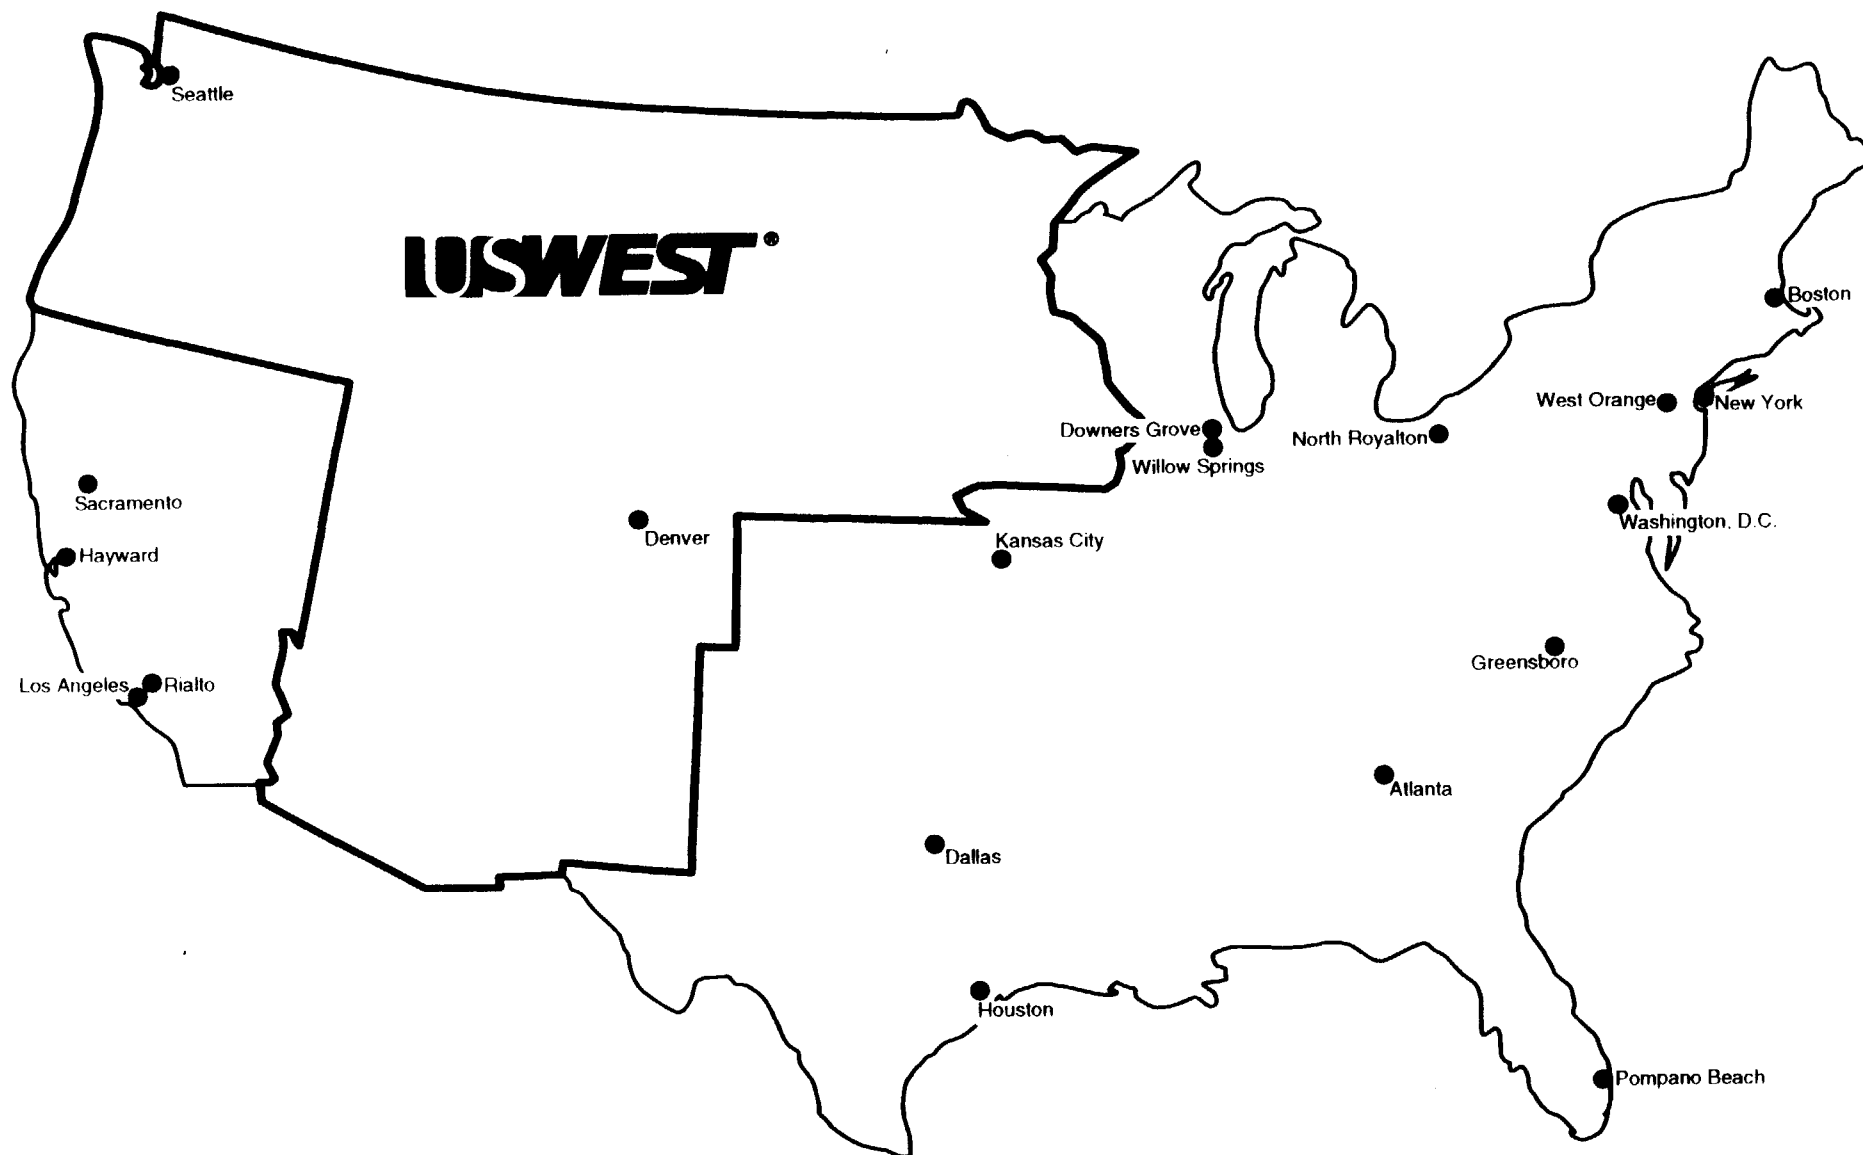 Seattle
USWEST®
Boston
West Orange
New York
Downers Grove
North Royalton
Willow Springs
Sacramento
Washington, D.C.
Denver
Kansas City
Hayward
Greensboro
Los Angeles
Rialto
Atlanta
Dallas
Houston
Pompano Beach